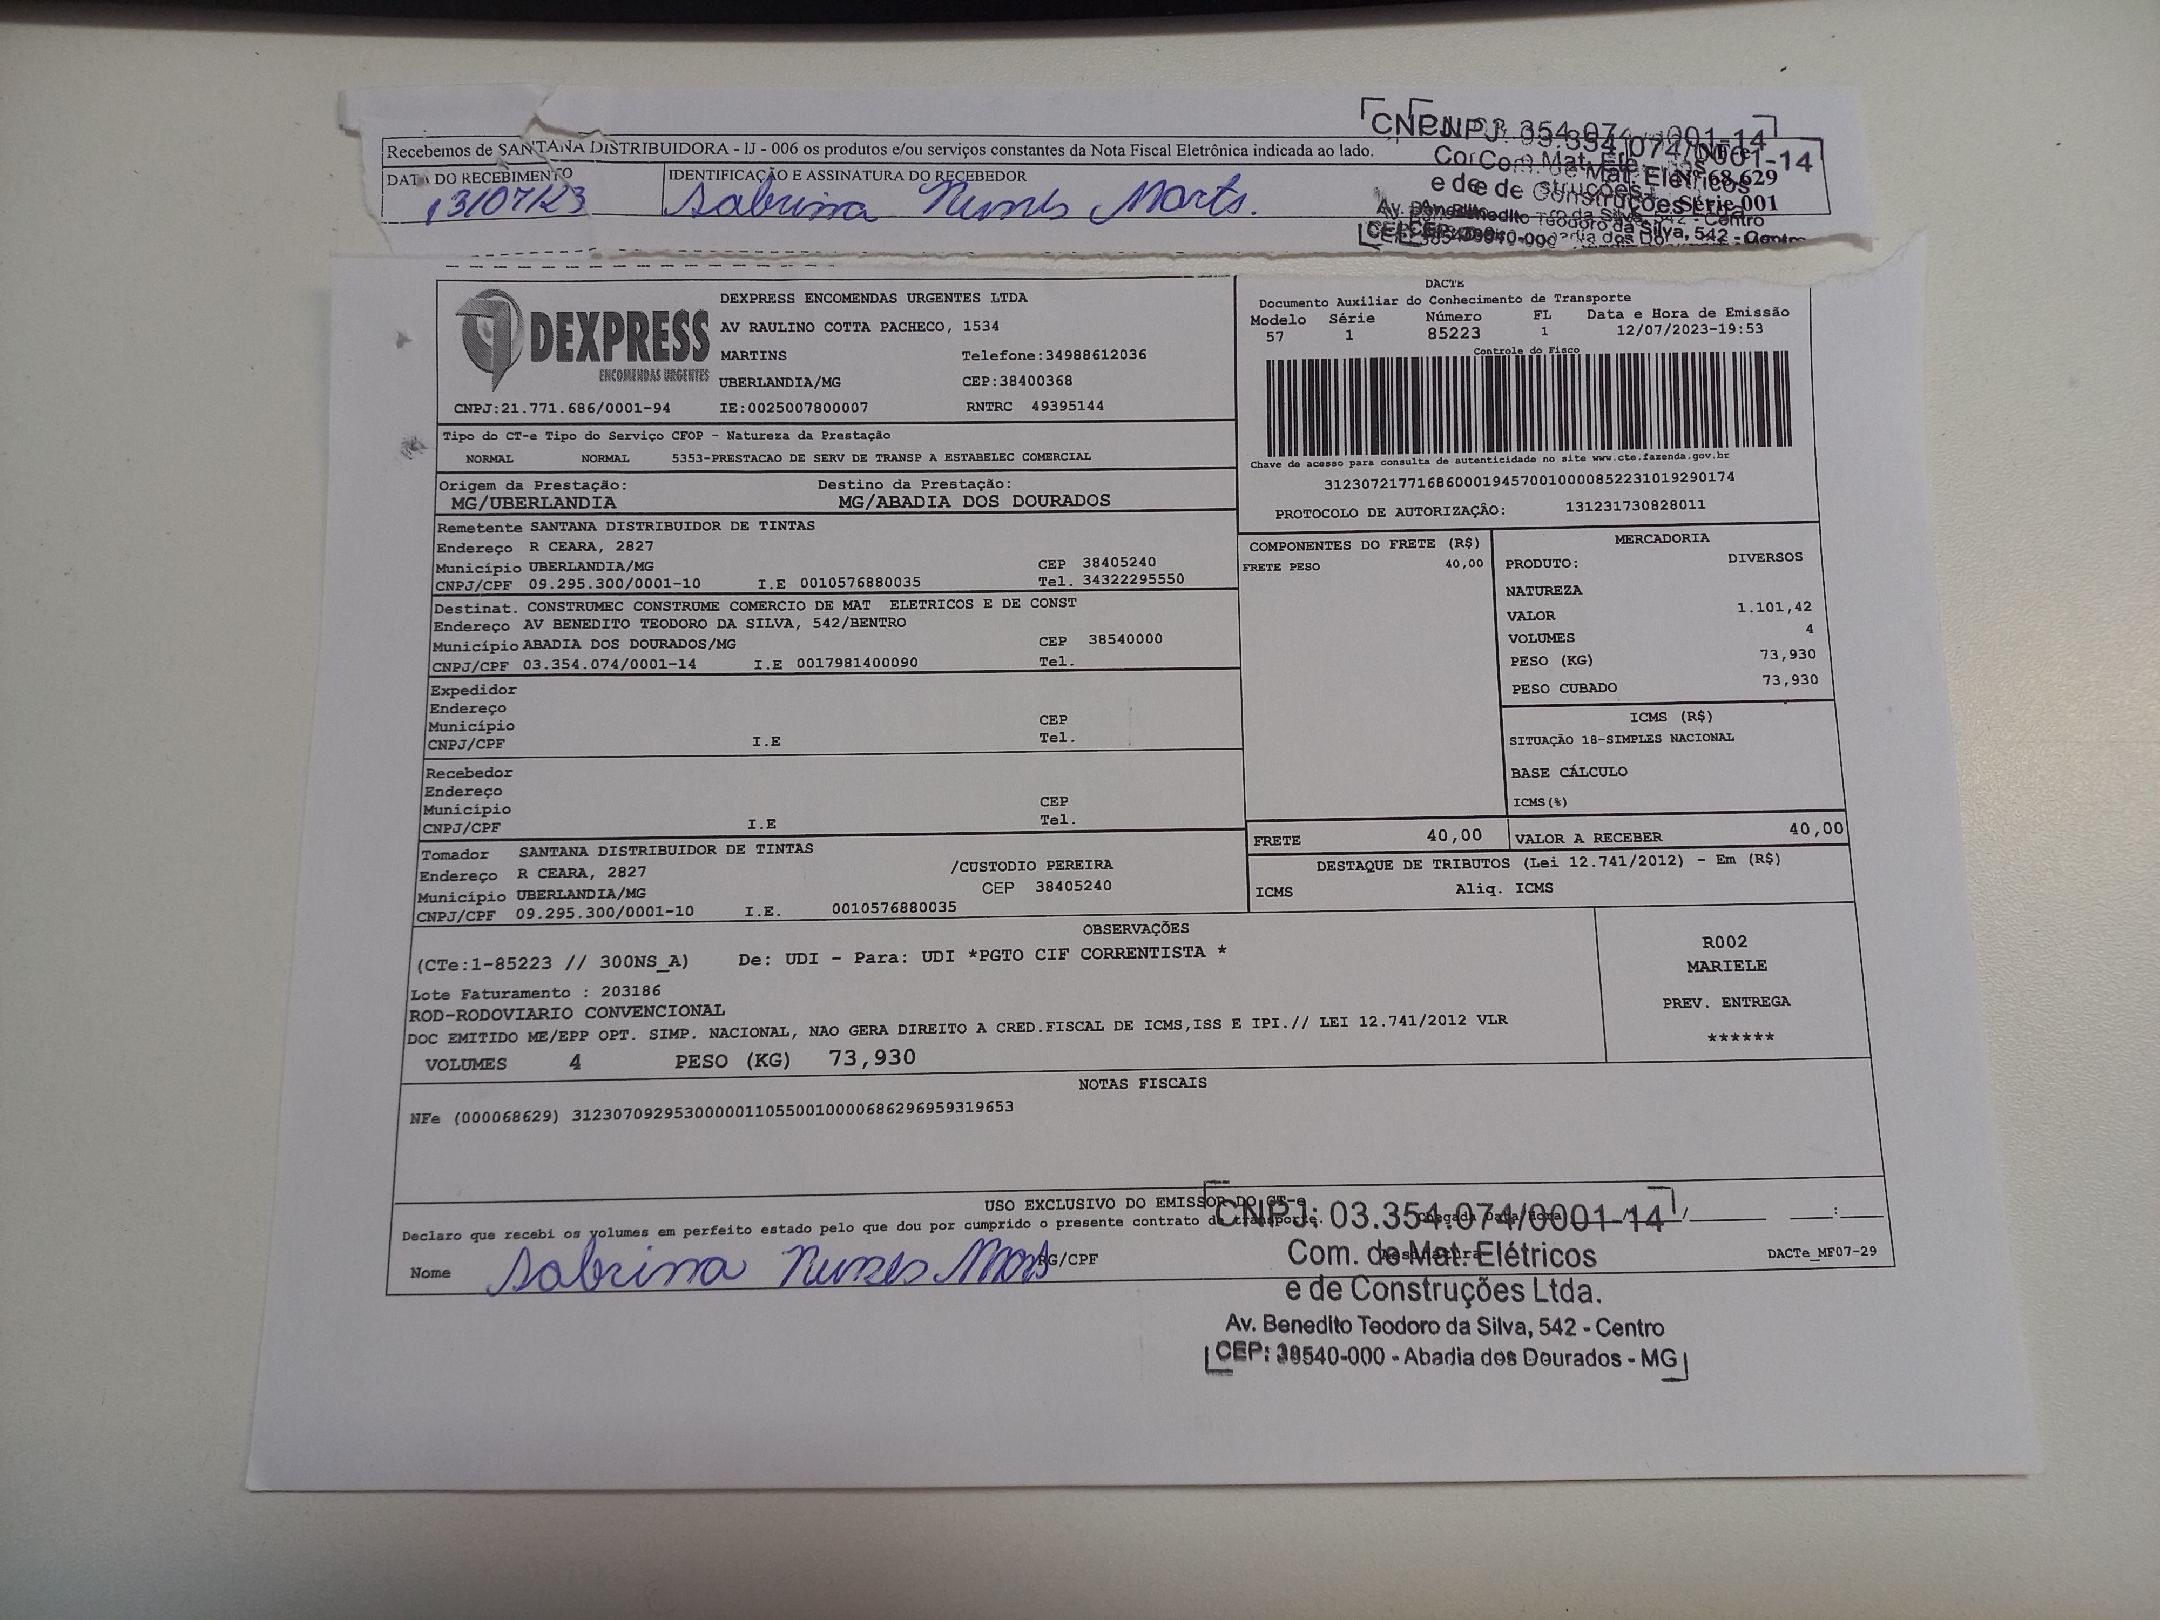 Recebemos de SANTANA DISTRIBUIDORA - IJ - 006 os produtos e/ou serviços constantes da Nota Fiscal Eletrônica indicada ao lado.
DATA DO RECEBIMENTO IDENTIFICAÇÃO E ASSINATURA DO RECEBEDOR
13/07/23 Sabrina Nunes
Nº 68.629
Série 001
DEXPRESS
ENCOMENDAS URGENTES
DEXPRESS ENCOMENDAS URGENTES LTDA
AV RAULINO COTTA PACHECO, 1534
MARTINS Telefone:34988612036
UBERLANDIA/MG CEP:38400368
CNPJ:21.771.686/0001-94 IE:0025007800007 RNTRC 49395144
DACTE
Documento Auxiliar do Conhecimento de Transporte
Modelo Série Número FL Data e Hora de Emissão
57 1 85223 1 12/07/2023-19:53
Controle do Fisco
Chave de acesso para consulta de autenticidade no site www.cte.fazenda.gov.br
31230721771686000194570010000852231019290174
PROTOCOLO DE AUTORIZAÇÃO: 131231730828011
Tipo do CT-e Tipo do Serviço CFOP - Natureza da Prestação
NORMAL NORMAL 5353-PRESTACAO DE SERV DE TRANSP A ESTABELEC COMERCIAL
Origem da Prestação: Destino da Prestação:
MG/UBERLANDIA MG/ABADIA DOS DOURADOS
Remetente SANTANA DISTRIBUIDOR DE TINTAS
Endereço R CEARA, 2827
Município UBERLANDIA/MG CEP 38405240
CNPJ/CPF 09.295.300/0001-10 I.E 0010576880035 Tel. 34322295550
Destinat. CONSTRUMEC CONSTRUME COMERCIO DE MAT ELETRICOS E DE CONST
Endereço AV BENEDITO TEODORO DA SILVA, 542/BENTRO
Município ABADIA DOS DOURADOS/MG CEP 38540000
CNPJ/CPF 03.354.074/0001-14 I.E 0017981400090 Tel.
Expedidor
Endereço
Município CEP
CNPJ/CPF I.E Tel.
Recebedor
Endereço
Município CEP
CNPJ/CPF I.E Tel.
Tomador SANTANA DISTRIBUIDOR DE TINTAS
Endereço R CEARA, 2827 /CUSTODIO PEREIRA
Município UBERLANDIA/MG CEP 38405240
CNPJ/CPF 09.295.300/0001-10 I.E. 0010576880035
COMPONENTES DO FRETE (R$)
FRETE PESO 40,00
MERCADORIA
PRODUTO: DIVERSOS
NATUREZA
VALOR 1.101,42
VOLUMES 4
PESO (KG) 73,930
PESO CUBADO 73,930
ICMS (R$)
SITUAÇÃO 18-SIMPLES NACIONAL
BASE CÁLCULO
ICMS(%)
FRETE 40,00 VALOR A RECEBER 40,00
DESTAQUE DE TRIBUTOS (Lei 12.741/2012) - Em (R$)
ICMS Aliq. ICMS
OBSERVAÇÕES
(CTe:1-85223 // 300NS_A) De: UDI - Para: UDI *PGTO CIF CORRENTISTA *
Lote Faturamento : 203186
ROD-RODOVIARIO CONVENCIONAL
DOC EMITIDO ME/EPP OPT. SIMP. NACIONAL, NAO GERA DIREITO A CRED.FISCAL DE ICMS,ISS E IPI.// LEI 12.741/2012 VLR
VOLUMES 4 PESO (KG) 73,930
R002
MARIELE
PREV. ENTREGA
******
NOTAS FISCAIS
NFe (000068629) 31230709295300000110550010000686296959319653
USO EXCLUSIVO DO EMISSOR DO CT-e
Declaro que recebi os volumes em perfeito estado pelo que dou por cumprido o presente contrato de transporte.
Nome Sabrina Nunes RG/CPF DACTe_MF07-29
CNPJ: 03.354.074/0001-14
Com. de Mat. Elétricos
e de Construções Ltda.
Av. Benedito Teodoro da Silva, 542 - Centro
CEP: 38540-000 - Abadia dos Dourados - MG